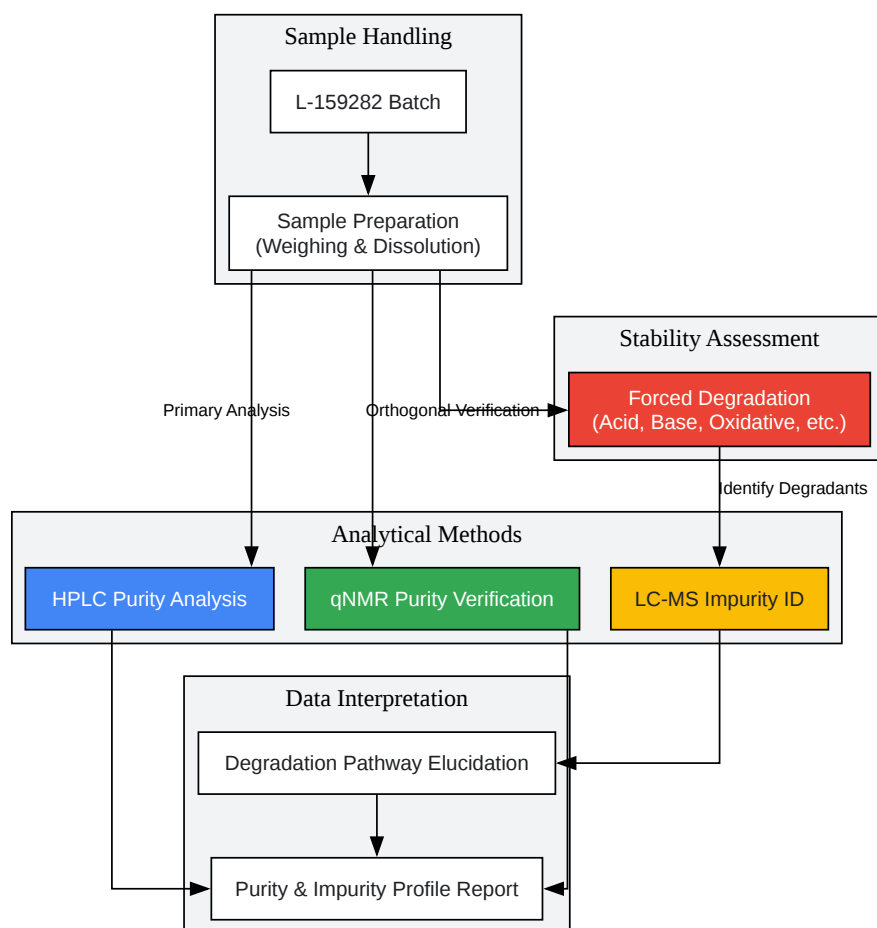 Sample Handling
L-159282 Batch
Sample Preparation
(Weighing & Dissolution)
Stability Assessment
Forced Degradation
(Acid, Base, Oxidative, etc.)
Primary Analysis
Orthogonal Verification
Identify Degradants
Analytical Methods
HPLC Purity Analysis
qNMR Purity Verification
LC-MS Impurity ID
Data Interpretation
Degradation Pathway Elucidation
Purity & Impurity Profile Report